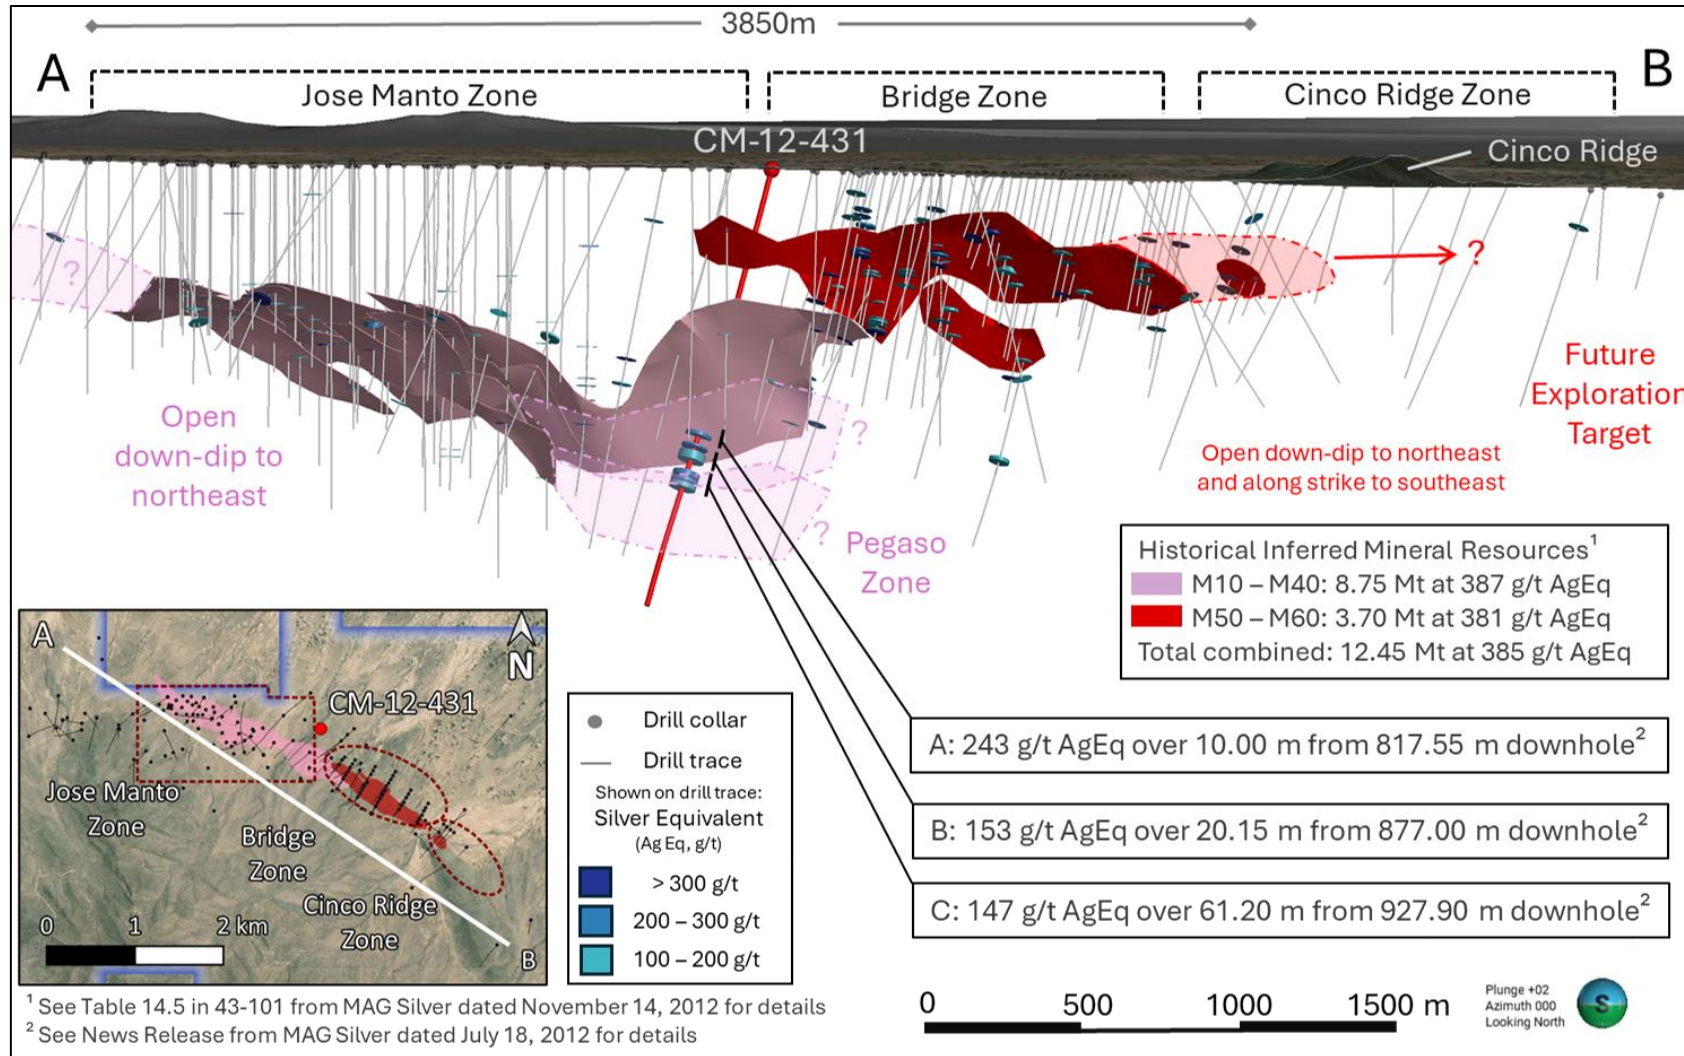 3850m
A
B
Jose Manto Zone
Bridge Zone
Cinco Ridge Zone
CM-12-431
Cinco Ridge
?
?
Open
down-dip to
northeast
?
?
Pegaso
Zone
Future
Exploration
Target
Open down-dip to northeast
and along strike to southeast
Historical Inferred Mineral Resources¹
M10 – M40: 8.75 Mt at 387 g/t AgEq
M50 – M60: 3.70 Mt at 381 g/t AgEq
Total combined: 12.45 Mt at 385 g/t AgEq
A: 243 g/t AgEq over 10.00 m from 817.55 m downhole²
B: 153 g/t AgEq over 20.15 m from 877.00 m downhole²
C: 147 g/t AgEq over 61.20 m from 927.90 m downhole²
A
N
CM-12-431
Jose Manto
Zone
Bridge
Zone
Cinco Ridge
Zone
0 1 2 km
B
Drill collar
Drill trace
Shown on drill trace:
Silver Equivalent
(Ag Eq, g/t)
> 300 g/t
200 – 300 g/t
100 – 200 g/t
¹ See Table 14.5 in 43-101 from MAG Silver dated November 14, 2012 for details
² See News Release from MAG Silver dated July 18, 2012 for details
0 500 1000 1500 m
Plunge +02
Azimuth 000
Looking North
S